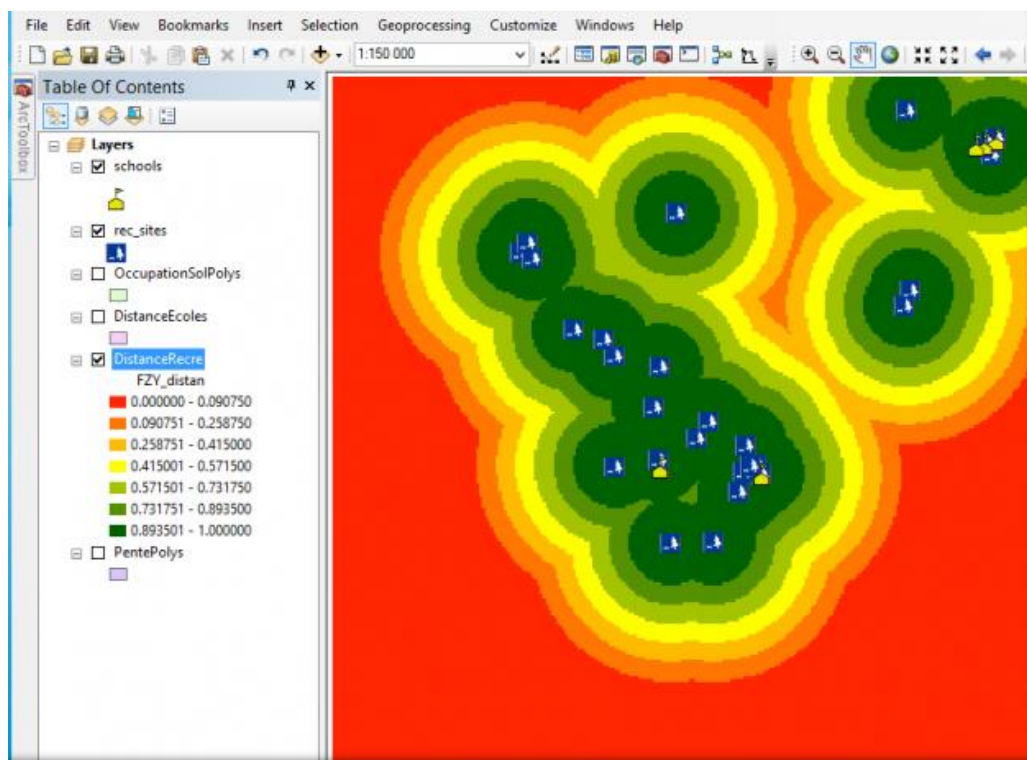 File Edit View Bookmarks Insert Selection Geoprocessing Customize Windows Help
1:150 000
Table Of Contents
ArcToolbox
Layers
schools
rec_sites
OccupationSolPolys
DistanceEcoles
DistanceRecre
FZY_distan
0.000000 - 0.090750
0.090751 - 0.258750
0.258751 - 0.415000
0.415001 - 0.571500
0.571501 - 0.731750
0.731751 - 0.893500
0.893501 - 1.000000
PentePolys